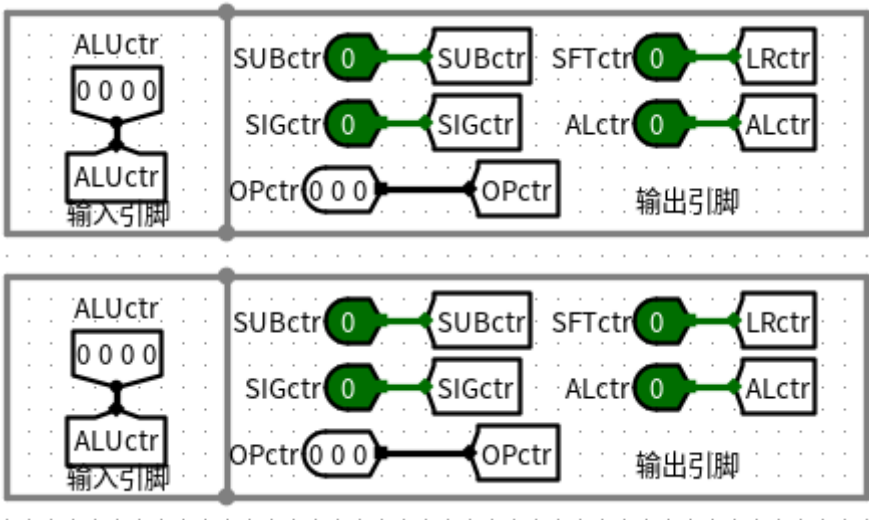 ALUctr
0 0 0 0
ALUctr
输入引脚
SUBctr 0 SUBctr
SFTctr 0 LRctr
SIGctr 0 SIGctr
ALctr 0 ALctr
OPctr 0 0 0 OPctr
输出引脚
ALUctr
0 0 0 0
ALUctr
输入引脚
SUBctr 0 SUBctr
SFTctr 0 LRctr
SIGctr 0 SIGctr
ALctr 0 ALctr
OPctr 0 0 0 OPctr
输出引脚